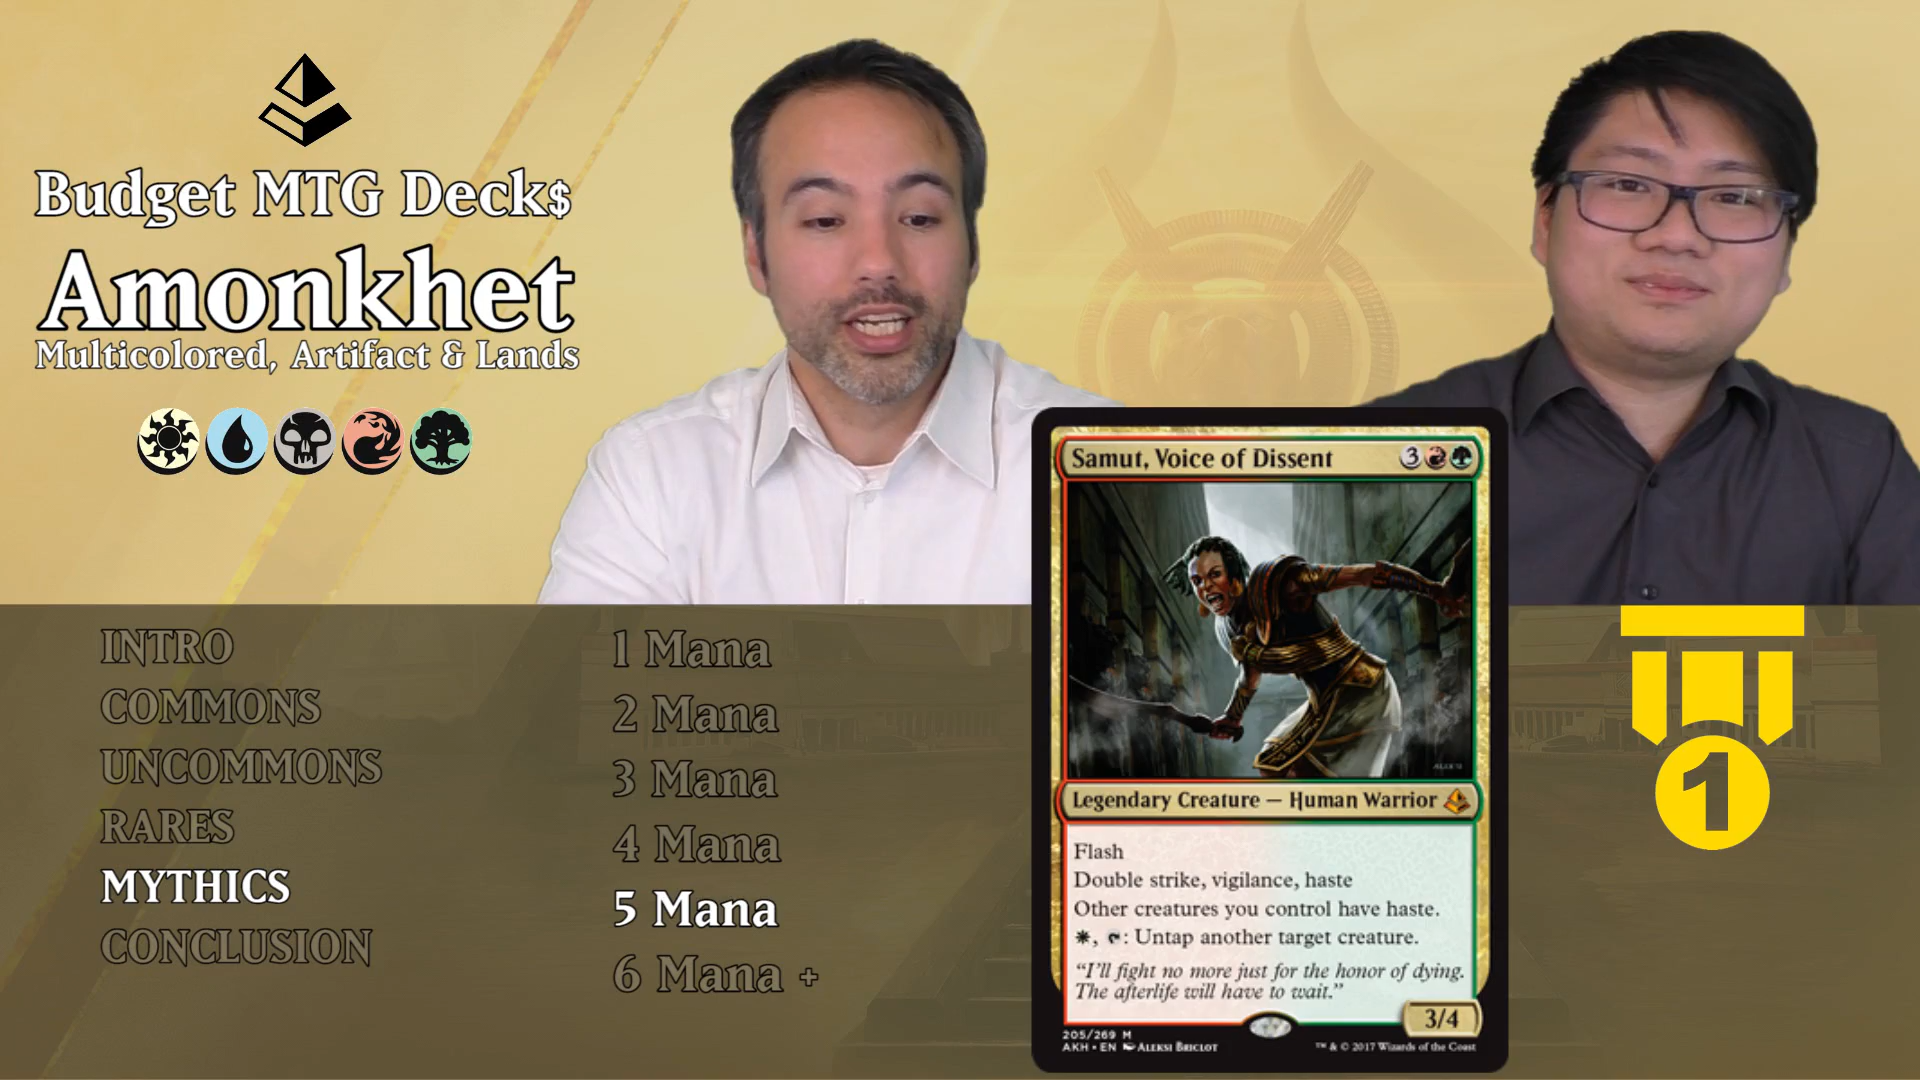 Budget MTG Deck$
Amonkhet
Multicolored, Artifact & Lands
INTRO
COMMONS
UNCOMMONS
RARES
MYTHICS
CONCLUSION
1 Mana
2 Mana
3 Mana
4 Mana
5 Mana
6 Mana +
Samut, Voice of Dissent 3
Legendary Creature — Human Warrior
Flash
Double strike, vigilance, haste
Other creatures you control have haste.
, : Untap another target creature.
“I’ll fight no more just for the honor of dying.
The afterlife will have to wait.”
3/4
205/269 M
AKH • EN Aleksi Briclot
™ & © 2017 Wizards of the Coast
1